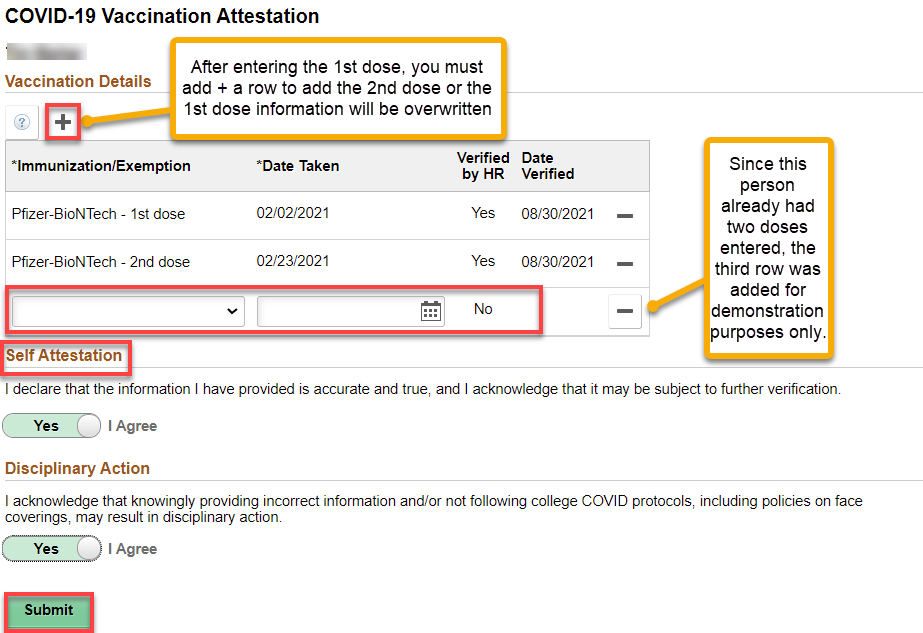 COVID-19 Vaccination Attestation
After entering the 1st dose, you must
add + a row to add the 2nd dose or the
1st dose information will be overwritten
Vaccination Details
?
+
*Immunization/Exemption *Date Taken Verified by HR Date Verified
Pfizer-BioNTech - 1st dose 02/02/2021 Yes 08/30/2021
Pfizer-BioNTech - 2nd dose 02/23/2021 Yes 08/30/2021
No
Since this
person
already had
two doses
entered, the
third row was
added for
demonstration
purposes only.
Self Attestation
I declare that the information I have provided is accurate and true, and I acknowledge that it may be subject to further verification.
Yes I Agree
Disciplinary Action
I acknowledge that knowingly providing incorrect information and/or not following college COVID protocols, including policies on face
coverings, may result in disciplinary action.
Yes I Agree
Submit